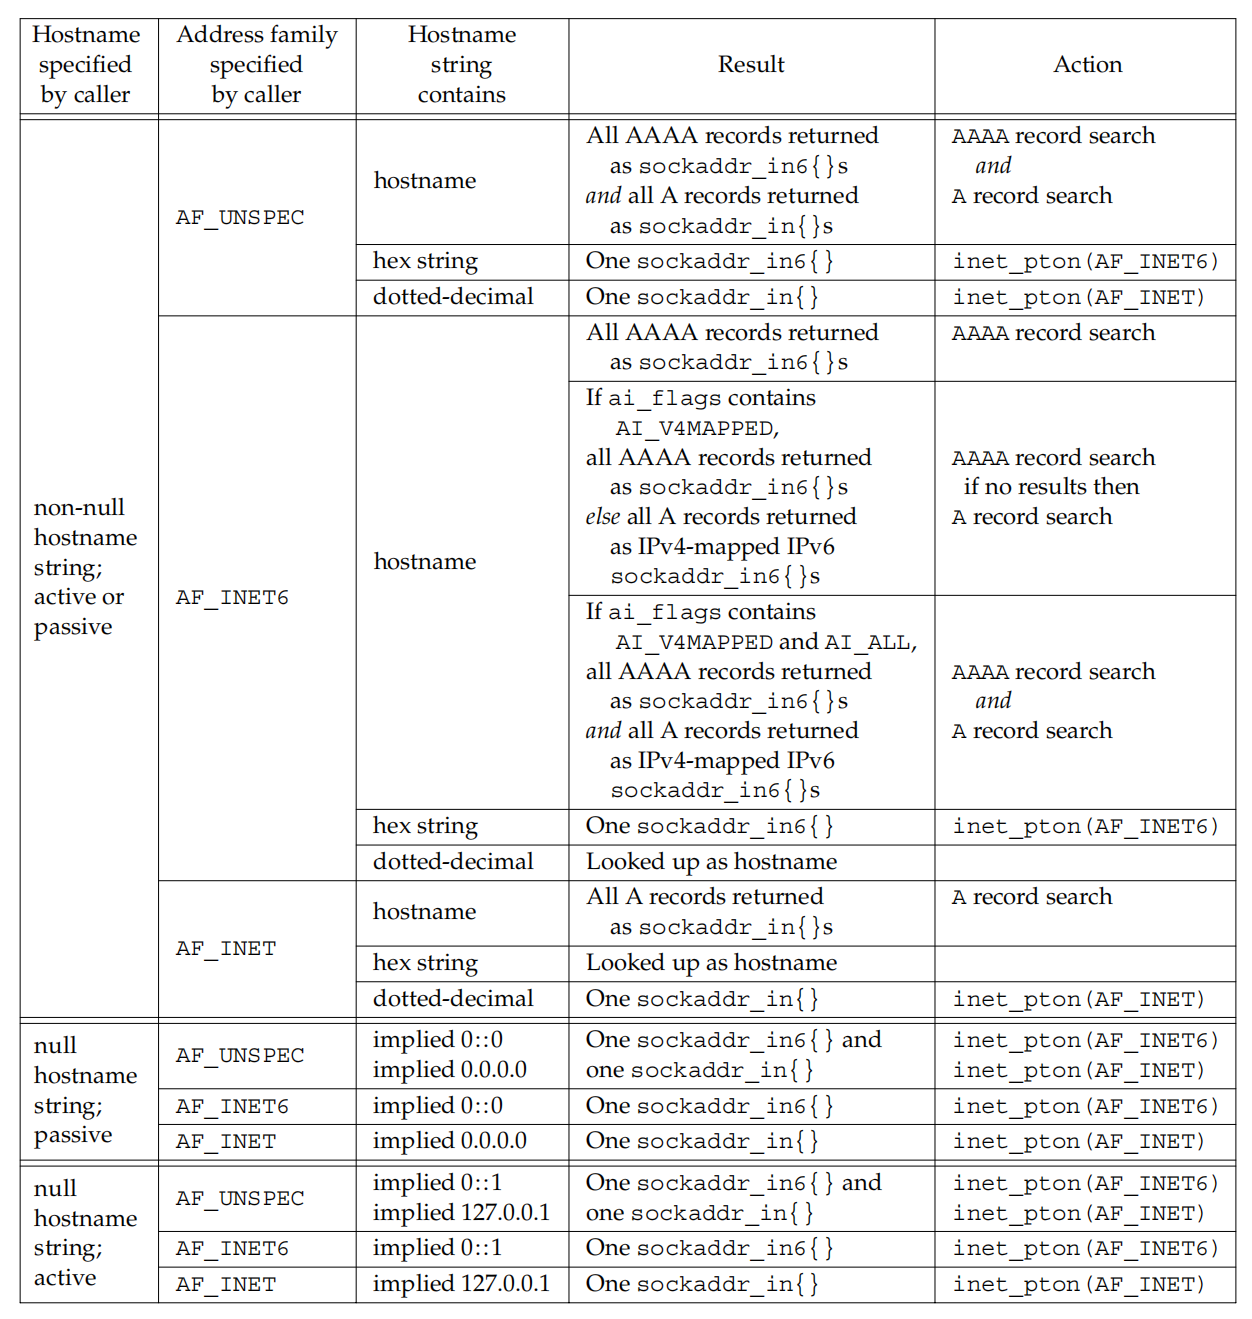 Hostname
specified
by caller
Address family
specified
by caller
Hostname
string
contains
Result
Action
non-null
hostname
string;
active or
passive
AF_UNSPEC
hostname
All AAAA records returned
as sockaddr_in6{}s
and all A records returned
as sockaddr_in{}s
AAAA record search
and
A record search
hex string
One sockaddr_in6{}
inet_pton(AF_INET6)
dotted-decimal
One sockaddr_in{}
inet_pton(AF_INET)
AF_INET6
hostname
All AAAA records returned
as sockaddr_in6{}s
AAAA record search
If ai_flags contains
AI_V4MAPPED,
all AAAA records returned
as sockaddr_in6{}s
else all A records returned
as IPv4-mapped IPv6
sockaddr_in6{}s
AAAA record search
if no results then
A record search
If ai_flags contains
AI_V4MAPPED and AI_ALL,
all AAAA records returned
as sockaddr_in6{}s
and all A records returned
as IPv4-mapped IPv6
sockaddr_in6{}s
AAAA record search
and
A record search
hex string
One sockaddr_in6{}
inet_pton(AF_INET6)
dotted-decimal
Looked up as hostname
AF_INET
hostname
All A records returned
as sockaddr_in{}s
A record search
hex string
Looked up as hostname
dotted-decimal
One sockaddr_in{}
inet_pton(AF_INET)
null
hostname
string;
passive
AF_UNSPEC
implied 0::0
implied 0.0.0.0
One sockaddr_in6{} and
one sockaddr_in{}
inet_pton(AF_INET6)
inet_pton(AF_INET)
AF_INET6
implied 0::0
One sockaddr_in6{}
inet_pton(AF_INET6)
AF_INET
implied 0.0.0.0
One sockaddr_in{}
inet_pton(AF_INET)
null
hostname
string;
active
AF_UNSPEC
implied 0::1
implied 127.0.0.1
One sockaddr_in6{} and
one sockaddr_in{}
inet_pton(AF_INET6)
inet_pton(AF_INET)
AF_INET6
implied 0::1
One sockaddr_in6{}
inet_pton(AF_INET6)
AF_INET
implied 127.0.0.1
One sockaddr_in{}
inet_pton(AF_INET)